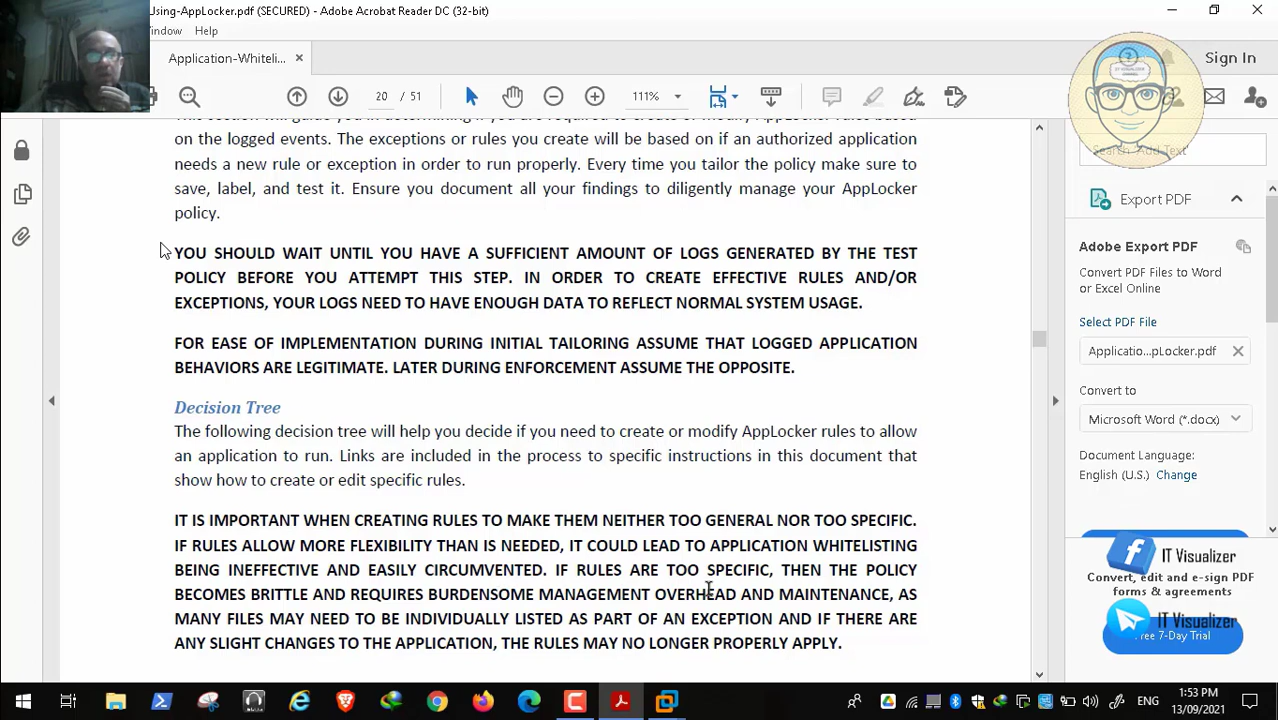 Using-AppLocker.pdf (SECURED) - Adobe Acrobat Reader DC (32-bit)
indow Help
Application-Whiteli...
Sign In
20 / 51
111%
on the logged events. The exceptions or rules you create will be based on if an authorized application
needs a new rule or exception in order to run properly. Every time you tailor the policy make sure to
save, label, and test it. Ensure you document all your findings to diligently manage your AppLocker
policy.
YOU SHOULD WAIT UNTIL YOU HAVE A SUFFICIENT AMOUNT OF LOGS GENERATED BY THE TEST
POLICY BEFORE YOU ATTEMPT THIS STEP. IN ORDER TO CREATE EFFECTIVE RULES AND/OR
EXCEPTIONS, YOUR LOGS NEED TO HAVE ENOUGH DATA TO REFLECT NORMAL SYSTEM USAGE.
FOR EASE OF IMPLEMENTATION DURING INITIAL TAILORING ASSUME THAT LOGGED APPLICATION
BEHAVIORS ARE LEGITIMATE. LATER DURING ENFORCEMENT ASSUME THE OPPOSITE.
Decision Tree
The following decision tree will help you decide if you need to create or modify AppLocker rules to allow
an application to run. Links are included in the process to specific instructions in this document that
show how to create or edit specific rules.
IT IS IMPORTANT WHEN CREATING RULES TO MAKE THEM NEITHER TOO GENERAL NOR TOO SPECIFIC.
IF RULES ALLOW MORE FLEXIBILITY THAN IS NEEDED, IT COULD LEAD TO APPLICATION WHITELISTING
BEING INEFFECTIVE AND EASILY CIRCUMVENTED. IF RULES ARE TOO SPECIFIC, THEN THE POLICY
BECOMES BRITTLE AND REQUIRES BURDENSOME MANAGEMENT OVERHEAD AND MAINTENANCE, AS
MANY FILES MAY NEED TO BE INDIVIDUALLY LISTED AS PART OF AN EXCEPTION AND IF THERE ARE
ANY SLIGHT CHANGES TO THE APPLICATION, THE RULES MAY NO LONGER PROPERLY APPLY.
IT VISUALIZER
CHANNEL
Search 'Add Text'
Export PDF
Adobe Export PDF
Convert PDF Files to Word
or Excel Online
Select PDF File
Applicatio...pLocker.pdf
Convert to
Microsoft Word (*.docx)
Document Language:
English (U.S.) Change
IT Visualizer
Convert, edit and e-sign PDF
forms & agreements
IT Visualizer
Free 7-Day Trial
ENG
1:53 PM
13/09/2021